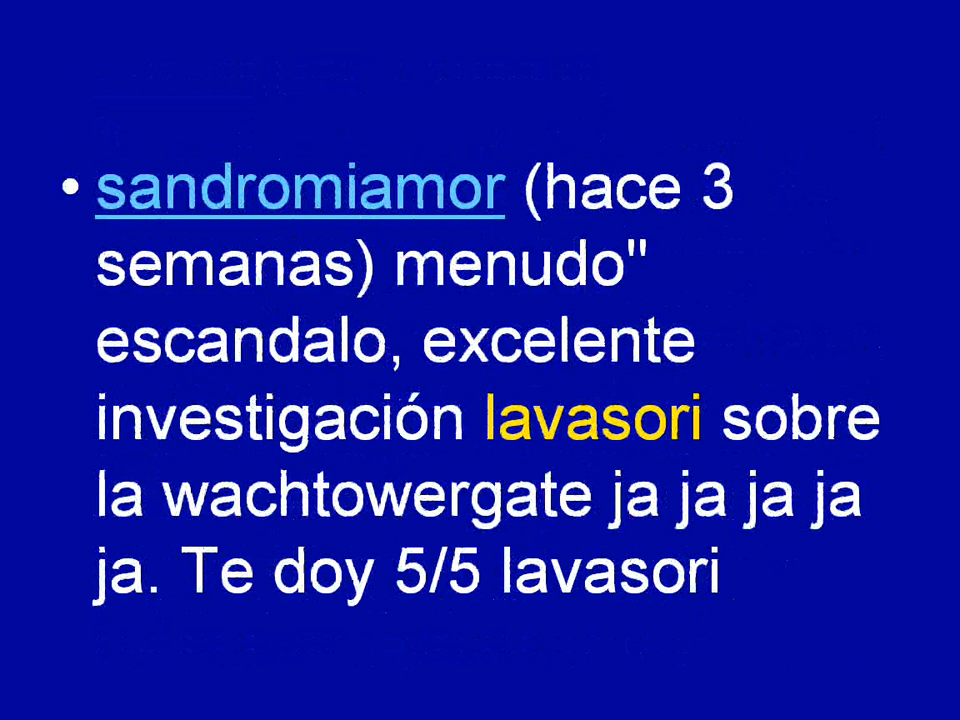 • sandromiamor (hace 3
semanas) menudo"
escandalo, excelente
investigación lavasori sobre
la wachtowergate ja ja ja ja
ja. Te doy 5/5 lavasori